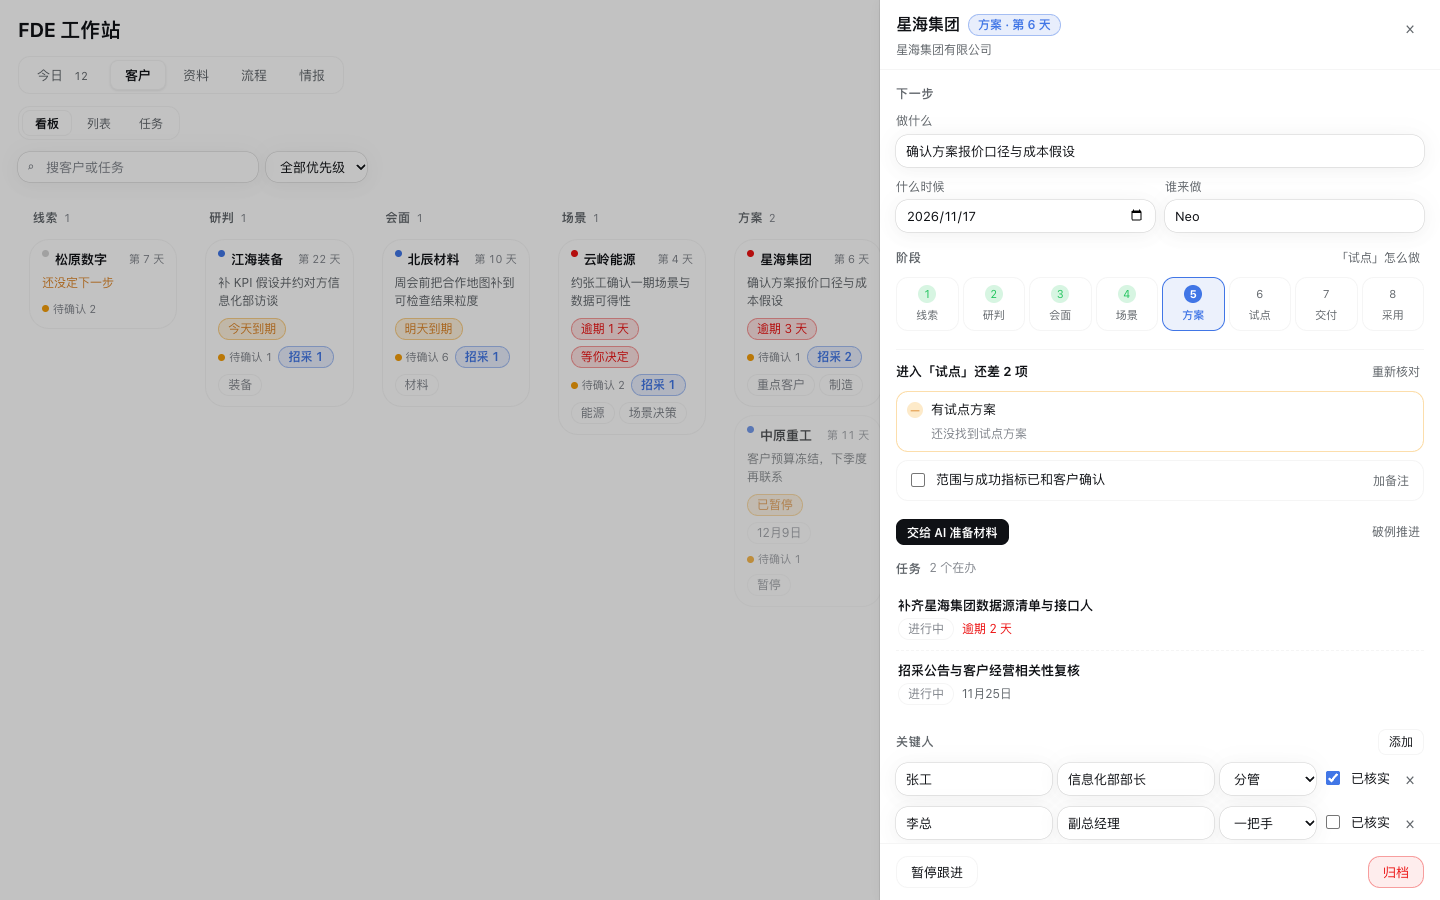 FDE 工作站
今日 12 客户 资料 流程 情报
看板 列表 任务
搜客户或任务 全部优先级
线索 1
松原数字 第 7 天
还没定下一步
待确认 2
研判 1
江海装备 第 22 天
补 KPI 假设并约对方信
息化部访谈
今天到期
待确认 1 招采 1
装备
会面 1
北辰材料 第 10 天
周会前把合作地图补到
可检查结果粒度
明天到期
待确认 6 招采 1
材料
场景 1
云岭能源 第 4 天
约张工确认一期场景与
数据可得性
逾期 1 天
等你决定
待确认 2 招采 1
能源 场景决策
方案 2
星海集团 第 6 天
确认方案报价口径与成
本假设
逾期 3 天
待确认 1 招采 2
重点客户 制造
中原重工 第 11 天
客户预算冻结，下季度
再联系
已暂停
12月9日
待确认 1
暂停
星海集团 方案 · 第 6 天 ×
星海集团有限公司
下一步
做什么
确认方案报价口径与成本假设
什么时候 谁来做
2026/11/17 Neo
阶段 「试点」怎么做
1 2 3 4 5 6 7 8
线索 研判 会面 场景 方案 试点 交付 采用
进入「试点」还差 2 项 重新核对
有试点方案
还没找到试点方案
范围与成功指标已和客户确认 加备注
交给 AI 准备材料 破例推进
任务 2 个在办
补齐星海集团数据源清单与接口人
进行中 逾期 2 天
招采公告与客户经营相关性复核
进行中 11月25日
关键人 添加
张工 信息化部部长 分管 已核实 ×
李总 副总经理 一把手 已核实 ×
暂停跟进 归档